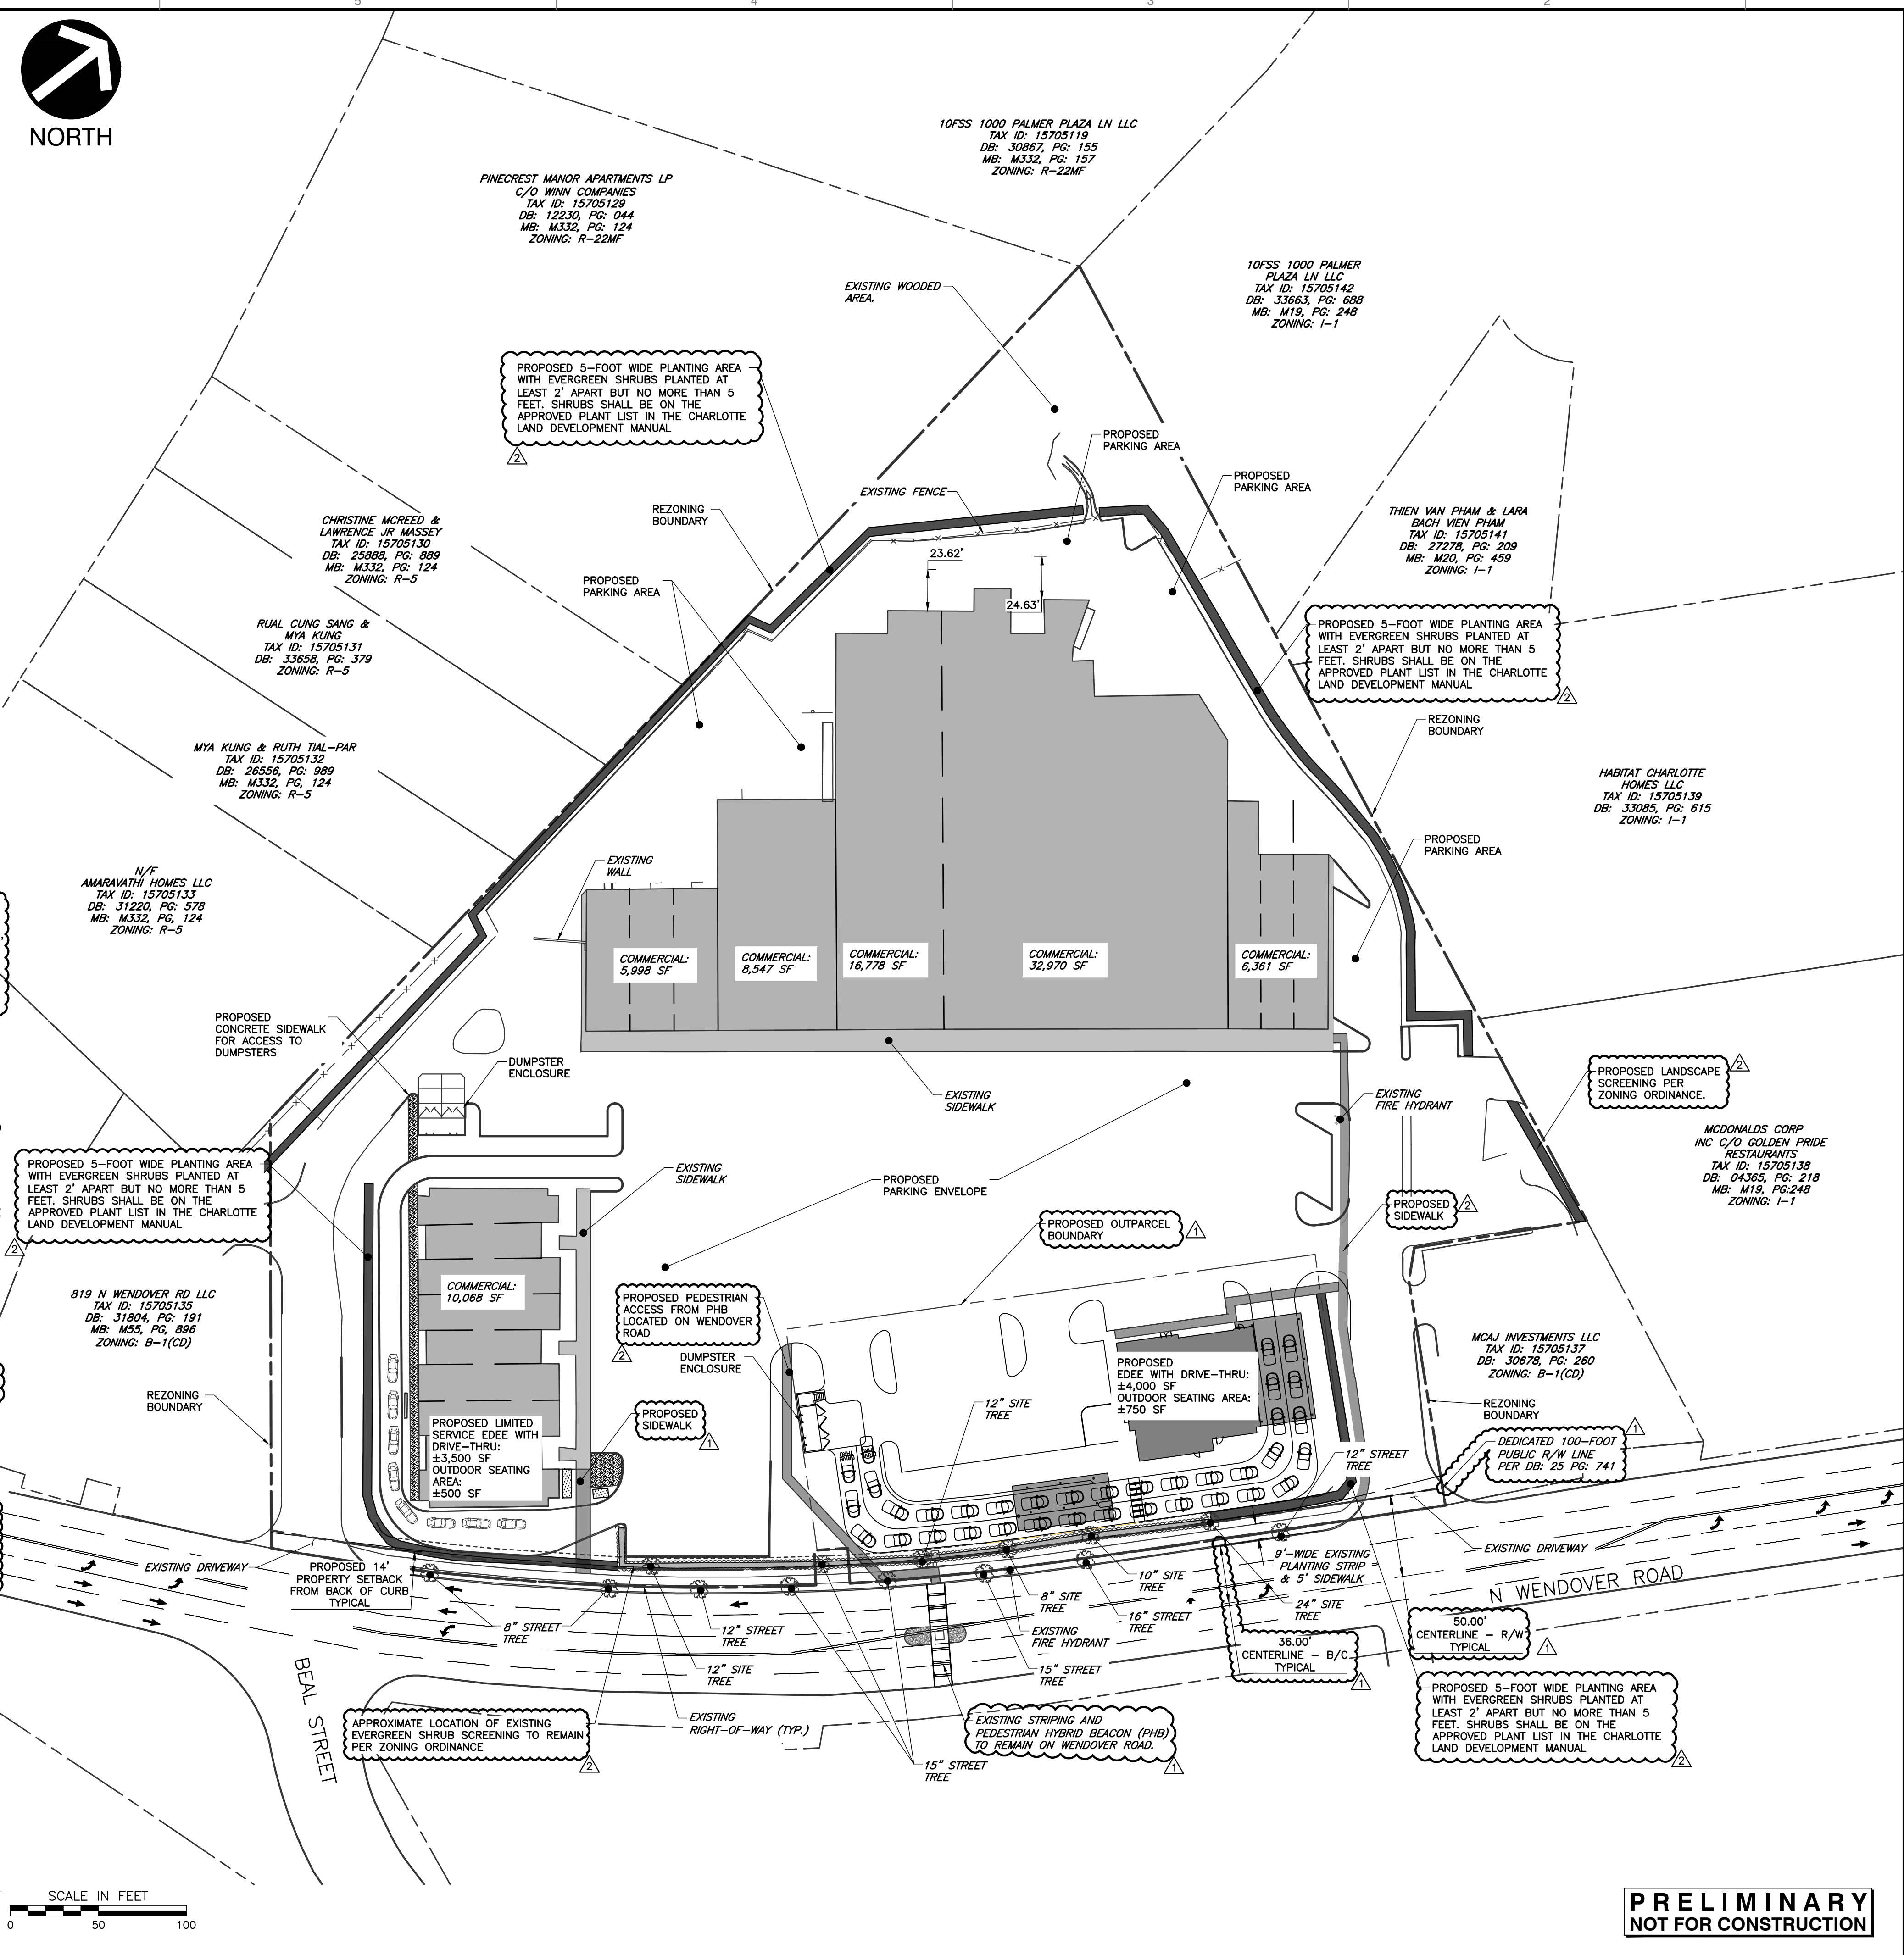 5
4
3
2
NORTH
10FSS 1000 PALMER PLAZA LN LLC
TAX ID: 15705119
DB: 30867, PG: 155
MB: M332, PG: 157
ZONING: R-22MF
PINECREST MANOR APARTMENTS LP
C/O WINN COMPANIES
TAX ID: 15705129
DB: 12230, PG: 044
MB: M332, PG: 124
ZONING: R-22MF
10FSS 1000 PALMER
PLAZA LN LLC
TAX ID: 15705142
DB: 33663, PG: 688
MB: M19, PG: 248
ZONING: I-1
EXISTING WOODED
AREA.
PROPOSED 5-FOOT WIDE PLANTING AREA
WITH EVERGREEN SHRUBS PLANTED AT
LEAST 2' APART BUT NO MORE THAN 5
FEET. SHRUBS SHALL BE ON THE
APPROVED PLANT LIST IN THE CHARLOTTE
LAND DEVELOPMENT MANUAL
2
PROPOSED
PARKING AREA
PROPOSED
PARKING AREA
EXISTING FENCE
REZONING
BOUNDARY
CHRISTINE MCREED &
LAWRENCE JR MASSEY
TAX ID: 15705130
DB: 25888, PG: 889
MB: M332, PG: 124
ZONING: R-5
THIEN VAN PHAM & LARA
BACH VIEN PHAM
TAX ID: 15705141
DB: 27278, PG: 209
MB: M20, PG: 459
ZONING: I-1
23.62'
24.63'
PROPOSED
PARKING AREA
RUAL CUNG SANG &
MYA KUNG
TAX ID: 15705131
DB: 33658, PG: 379
ZONING: R-5
PROPOSED 5-FOOT WIDE PLANTING AREA
WITH EVERGREEN SHRUBS PLANTED AT
LEAST 2' APART BUT NO MORE THAN 5
FEET. SHRUBS SHALL BE ON THE
APPROVED PLANT LIST IN THE CHARLOTTE
LAND DEVELOPMENT MANUAL
2
REZONING
BOUNDARY
MYA KUNG & RUTH TIAL-PAR
TAX ID: 15705132
DB: 26556, PG: 989
MB: M332, PG, 124
ZONING: R-5
HABITAT CHARLOTTE
HOMES LLC
TAX ID: 15705139
DB: 33085, PG: 615
ZONING: I-1
PROPOSED
PARKING AREA
N/F
AMARAVATHI HOMES LLC
TAX ID: 15705133
DB: 31220, PG: 578
MB: M332, PG, 124
ZONING: R-5
EXISTING
WALL
COMMERCIAL:
5,998 SF
COMMERCIAL:
8,547 SF
COMMERCIAL:
16,778 SF
COMMERCIAL:
32,970 SF
COMMERCIAL:
6,361 SF
PROPOSED
CONCRETE SIDEWALK
FOR ACCESS TO
DUMPSTERS
DUMPSTER
ENCLOSURE
EXISTING
SIDEWALK
EXISTING
FIRE HYDRANT
PROPOSED LANDSCAPE
SCREENING PER
ZONING ORDINANCE.
2
MCDONALDS CORP
INC C/O GOLDEN PRIDE
RESTAURANTS
TAX ID: 15705138
DB: 04365, PG: 218
MB: M19, PG:248
ZONING: I-1
PROPOSED 5-FOOT WIDE PLANTING AREA
WITH EVERGREEN SHRUBS PLANTED AT
LEAST 2' APART BUT NO MORE THAN 5
FEET. SHRUBS SHALL BE ON THE
APPROVED PLANT LIST IN THE CHARLOTTE
LAND DEVELOPMENT MANUAL
2
EXISTING
SIDEWALK
PROPOSED
PARKING ENVELOPE
PROPOSED
SIDEWALK
2
PROPOSED OUTPARCEL
BOUNDARY
1
819 N WENDOVER RD LLC
TAX ID: 15705135
DB: 31804, PG: 191
MB: M55, PG, 896
ZONING: B-1(CD)
COMMERCIAL:
10,068 SF
PROPOSED PEDESTRIAN
ACCESS FROM PHB
LOCATED ON WENDOVER
ROAD
2
DUMPSTER
ENCLOSURE
PROPOSED
EDEE WITH DRIVE-THRU:
±4,000 SF
OUTDOOR SEATING AREA:
±750 SF
MCAJ INVESTMENTS LLC
TAX ID: 15705137
DB: 30678, PG: 260
ZONING: B-1(CD)
REZONING
BOUNDARY
REZONING
BOUNDARY
PROPOSED LIMITED
SERVICE EDEE WITH
DRIVE-THRU:
±3,500 SF
OUTDOOR SEATING
AREA:
±500 SF
PROPOSED
SIDEWALK
1
12" SITE
TREE
12" STREET
TREE
DEDICATED 100-FOOT
PUBLIC R/W LINE
PER DB: 25 PG: 741
1
EXISTING DRIVEWAY
PROPOSED 14'
PROPERTY SETBACK
FROM BACK OF CURB
TYPICAL
8" STREET
TREE
12" STREET
TREE
12" SITE
TREE
8" SITE
TREE
EXISTING
FIRE HYDRANT
15" STREET
TREE
10" SITE
TREE
16" STREET
TREE
9'-WIDE EXISTING
PLANTING STRIP
& 5' SIDEWALK
24" SITE
TREE
EXISTING DRIVEWAY
N WENDOVER ROAD
36.00'
CENTERLINE - B/C
TYPICAL
1
50.00'
CENTERLINE - R/W
TYPICAL
1
BEAL STREET
APPROXIMATE LOCATION OF EXISTING
EVERGREEN SHRUB SCREENING TO REMAIN
PER ZONING ORDINANCE
2
EXISTING
RIGHT-OF-WAY (TYP.)
15" STREET
TREE
EXISTING STRIPING AND
PEDESTRIAN HYBRID BEACON (PHB)
TO REMAIN ON WENDOVER ROAD.
1
PROPOSED 5-FOOT WIDE PLANTING AREA
WITH EVERGREEN SHRUBS PLANTED AT
LEAST 2' APART BUT NO MORE THAN 5
FEET. SHRUBS SHALL BE ON THE
APPROVED PLANT LIST IN THE CHARLOTTE
LAND DEVELOPMENT MANUAL
2
SCALE IN FEET
0 50 100
PRELIMINARY
NOT FOR CONSTRUCTION